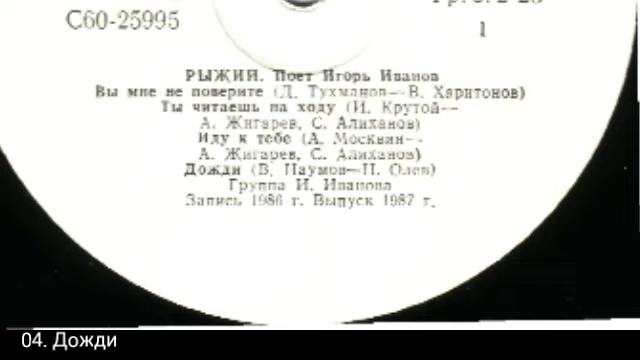 С60-25995
1
РЫЖИЙ. Поет Игорь Иванов
Вы мне не поверите (Д. Тухманов—В. Харитонов)
Ты читаешь на ходу (И. Крутой—
А. Жигарев, С. Алиханов)
Иду к тебе (А. Москвин—
А. Жигарев, С. Алиханов)
Дожди (В. Наумов—Н. Олев)
Группа И. Иванова
Запись 1986 г. Выпуск 1987 г.
04. Дожди